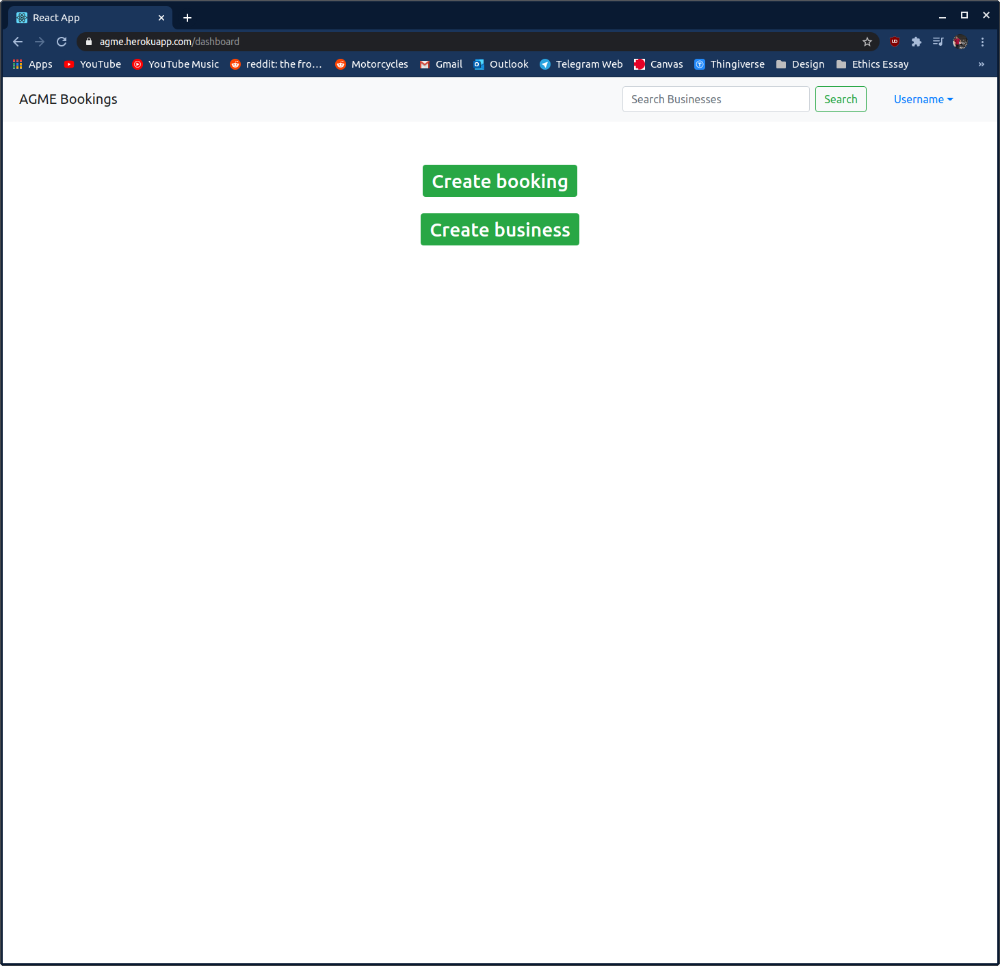 React App
agme.herokuapp.com/dashboard
Apps YouTube YouTube Music reddit: the fro... Motorcycles Gmail Outlook Telegram Web Canvas Thingiverse Design Ethics Essay »
AGME Bookings Search Businesses Search Username
Create booking
Create business